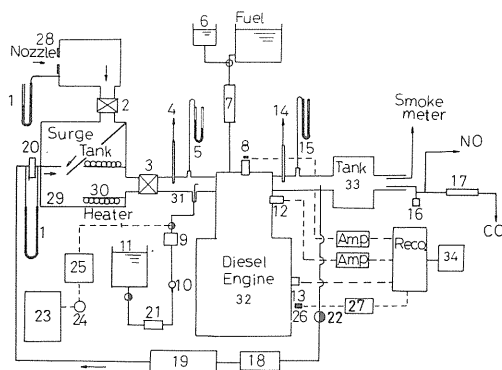 6
Fuel
28
Nozzle
1
2
4
5
7
8
14
15
Smoke
meter
NO
20
Surge
Tank
3
Tank
33
17
16
CO
29
30
31
Heater
12
11
9
Amp
Amp
Reco.
34
25
10
Diesel
Engine
32
13
1
23
24
21
26
22
27
19
18